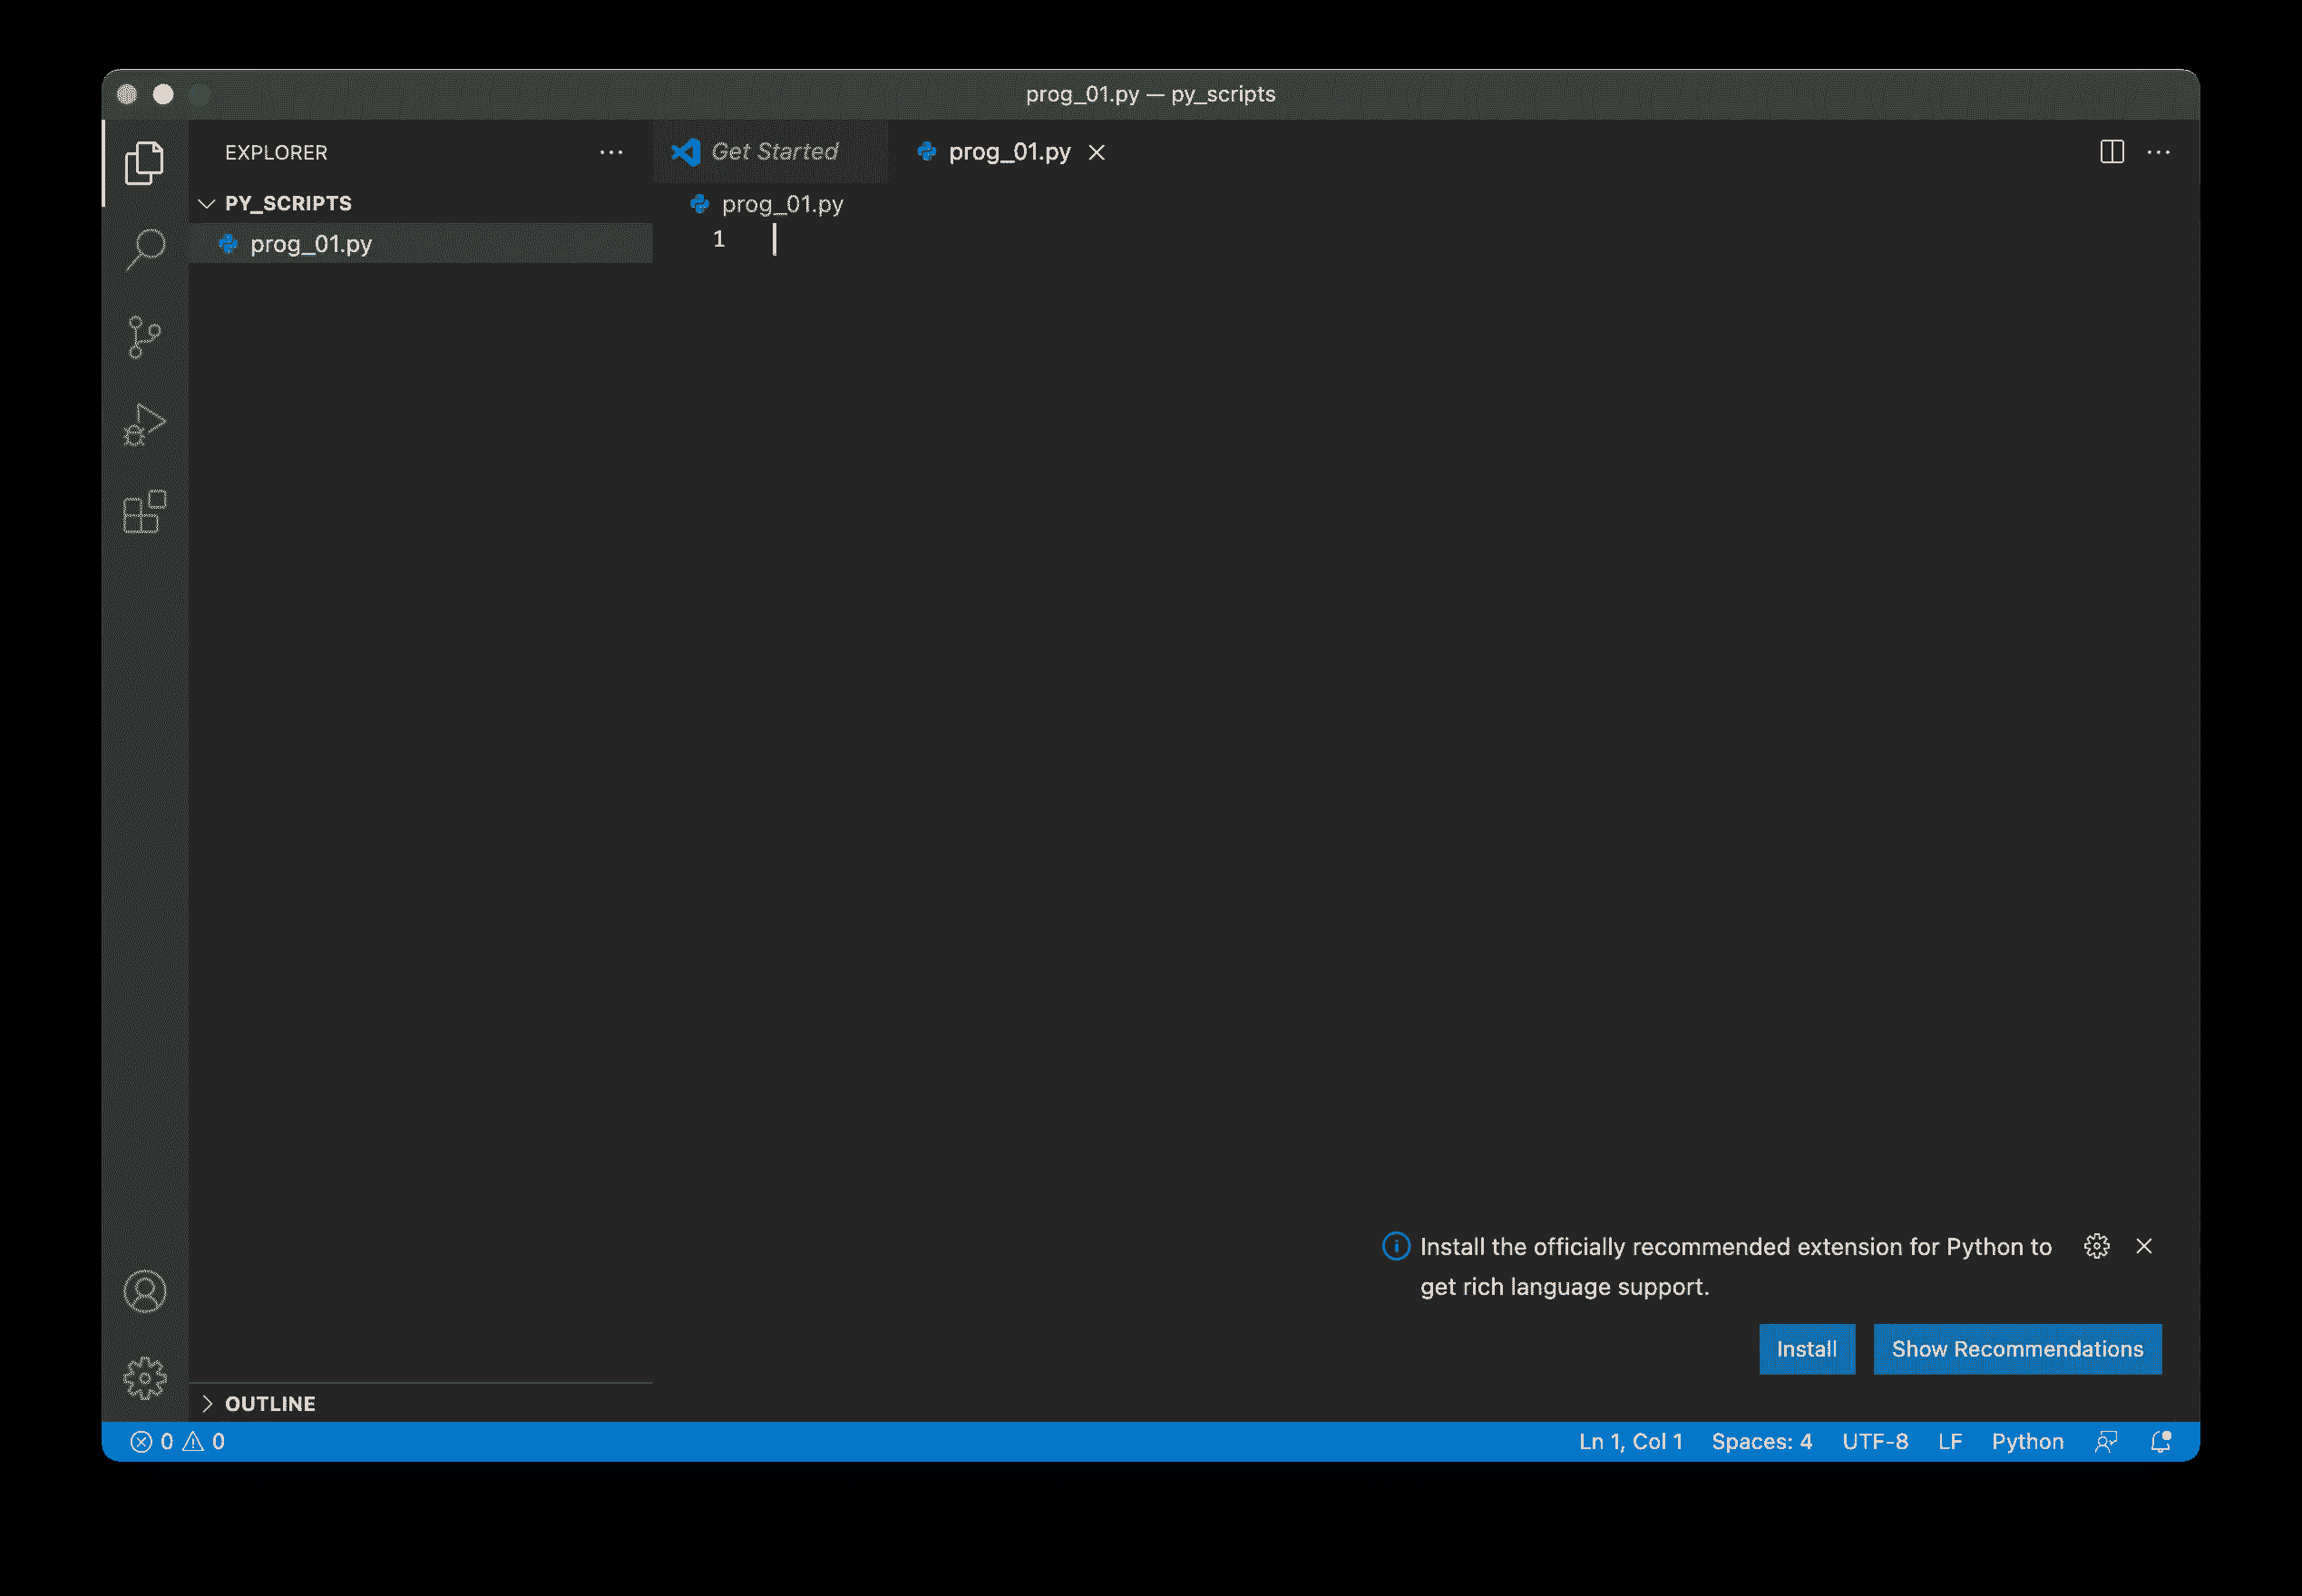 prog_01.py — py_scripts
EXPLORER
Get Started
prog_01.py
PY_SCRIPTS
prog_01.py
prog_01.py
1
Install the officially recommended extension for Python to
get rich language support.
Install
Show Recommendations
OUTLINE
0 0
Ln 1, Col 1
Spaces: 4
UTF-8
LF
Python